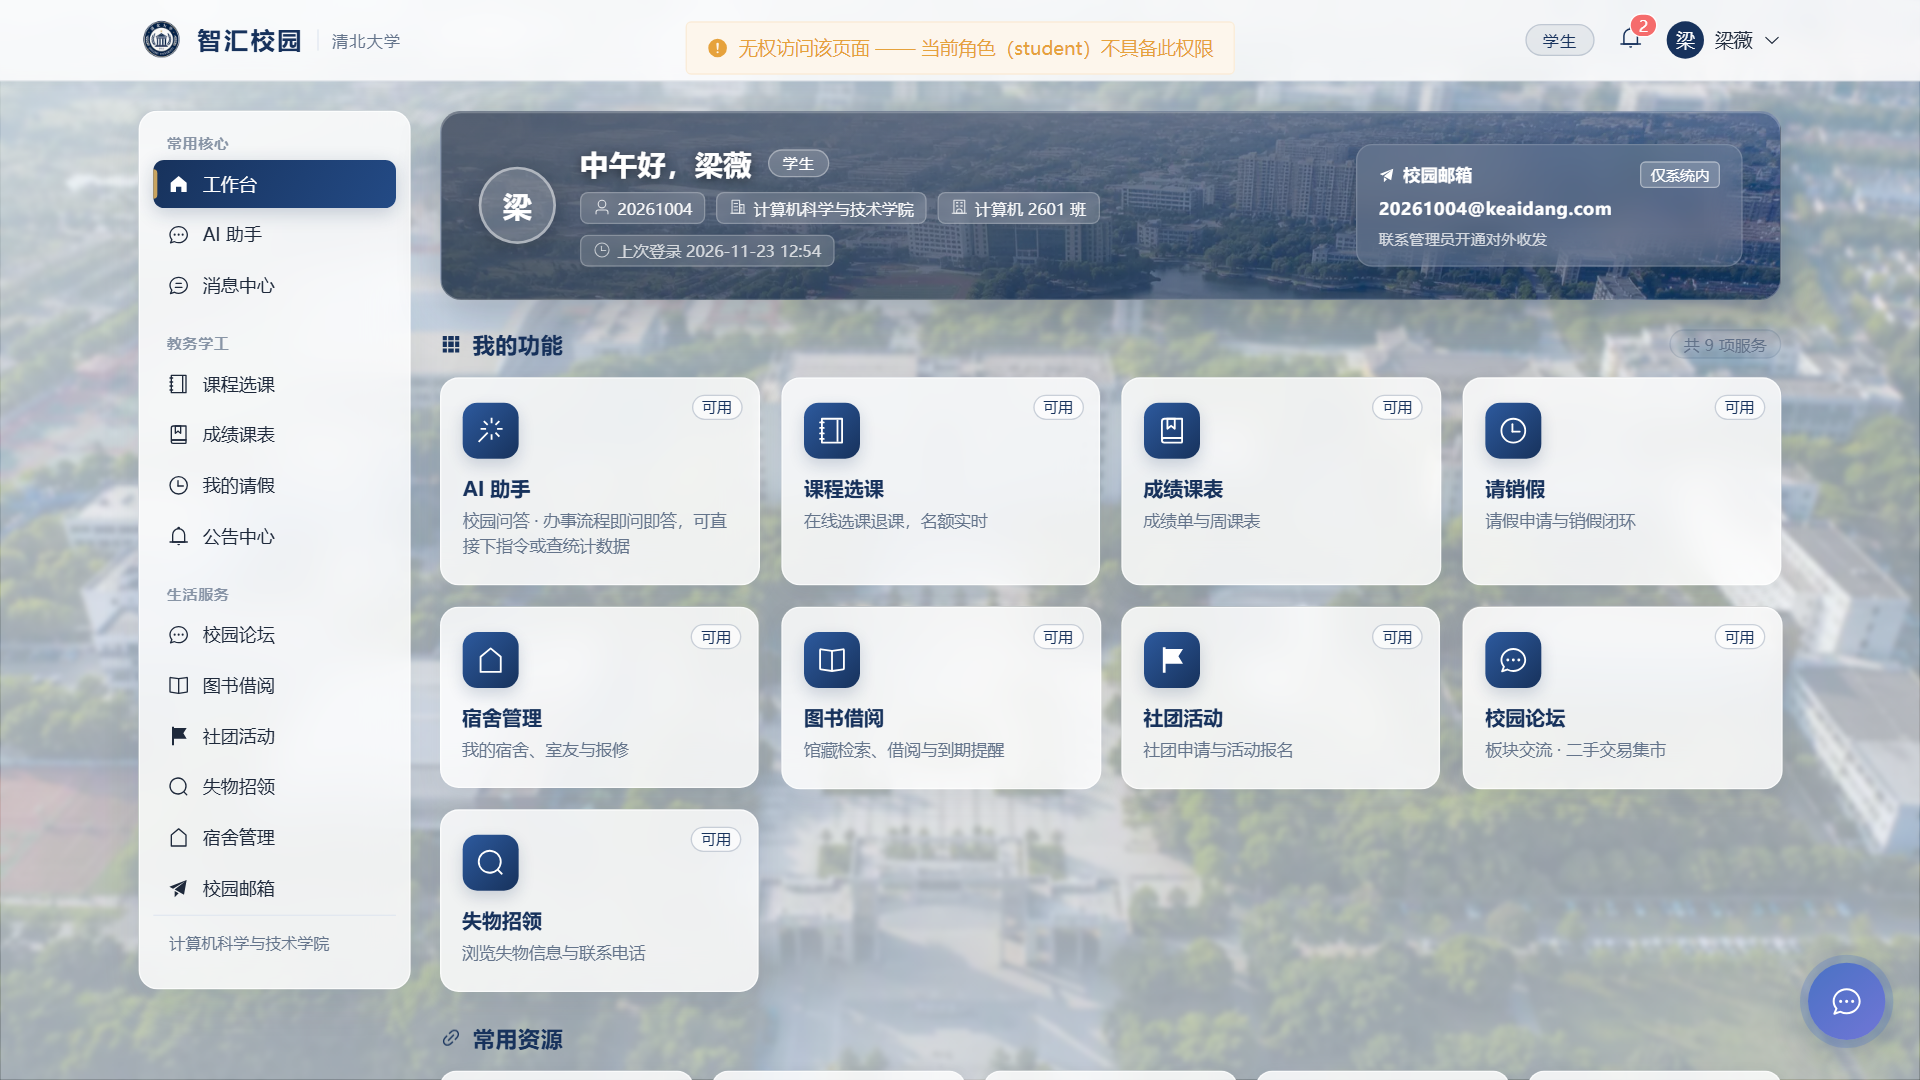 智汇校园
清北大学
无权访问该页面 —— 当前角色（student）不具备此权限
学生
2
梁
梁薇
常用核心
工作台
AI 助手
消息中心
教务学工
课程选课
成绩课表
我的请假
公告中心
生活服务
校园论坛
图书借阅
社团活动
失物招领
宿舍管理
校园邮箱
计算机科学与技术学院
梁
中午好，梁薇
学生
20261004
计算机科学与技术学院
计算机 2601 班
上次登录 2026-11-23 12:54
校园邮箱
仅系统内
20261004@keaidang.com
联系管理员开通对外收发
我的功能
共 9 项服务
可用
AI 助手
校园问答 · 办事流程即问即答，可直
接下指令或查统计数据
可用
课程选课
在线选课退课，名额实时
可用
成绩课表
成绩单与周课表
可用
请销假
请假申请与销假闭环
可用
宿舍管理
我的宿舍、室友与报修
可用
图书借阅
馆藏检索、借阅与到期提醒
可用
社团活动
社团申请与活动报名
可用
校园论坛
板块交流 · 二手交易集市
可用
失物招领
浏览失物信息与联系电话
常用资源